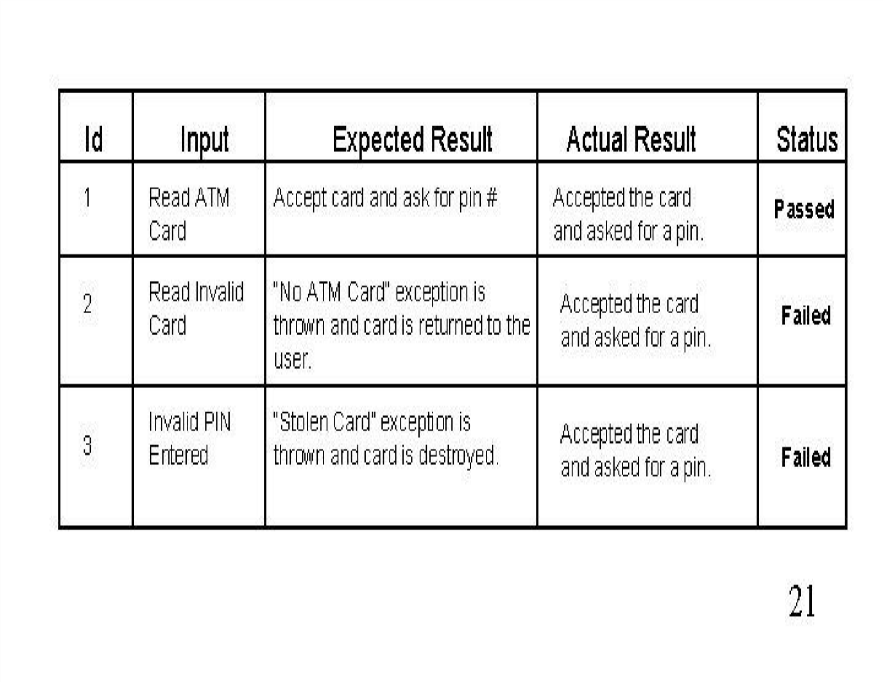 Id Input Expected Result Actual Result Status
1 Read ATM Card Accept card and ask for pin # Accepted the card and asked for a pin. Passed
2 Read Invalid Card "No ATM Card" exception is thrown and card is returned to the user. Accepted the card and asked for a pin. Failed
3 Invalid PIN Entered "Stolen Card" exception is thrown and card is destroyed. Accepted the card and asked for a pin. Failed
21